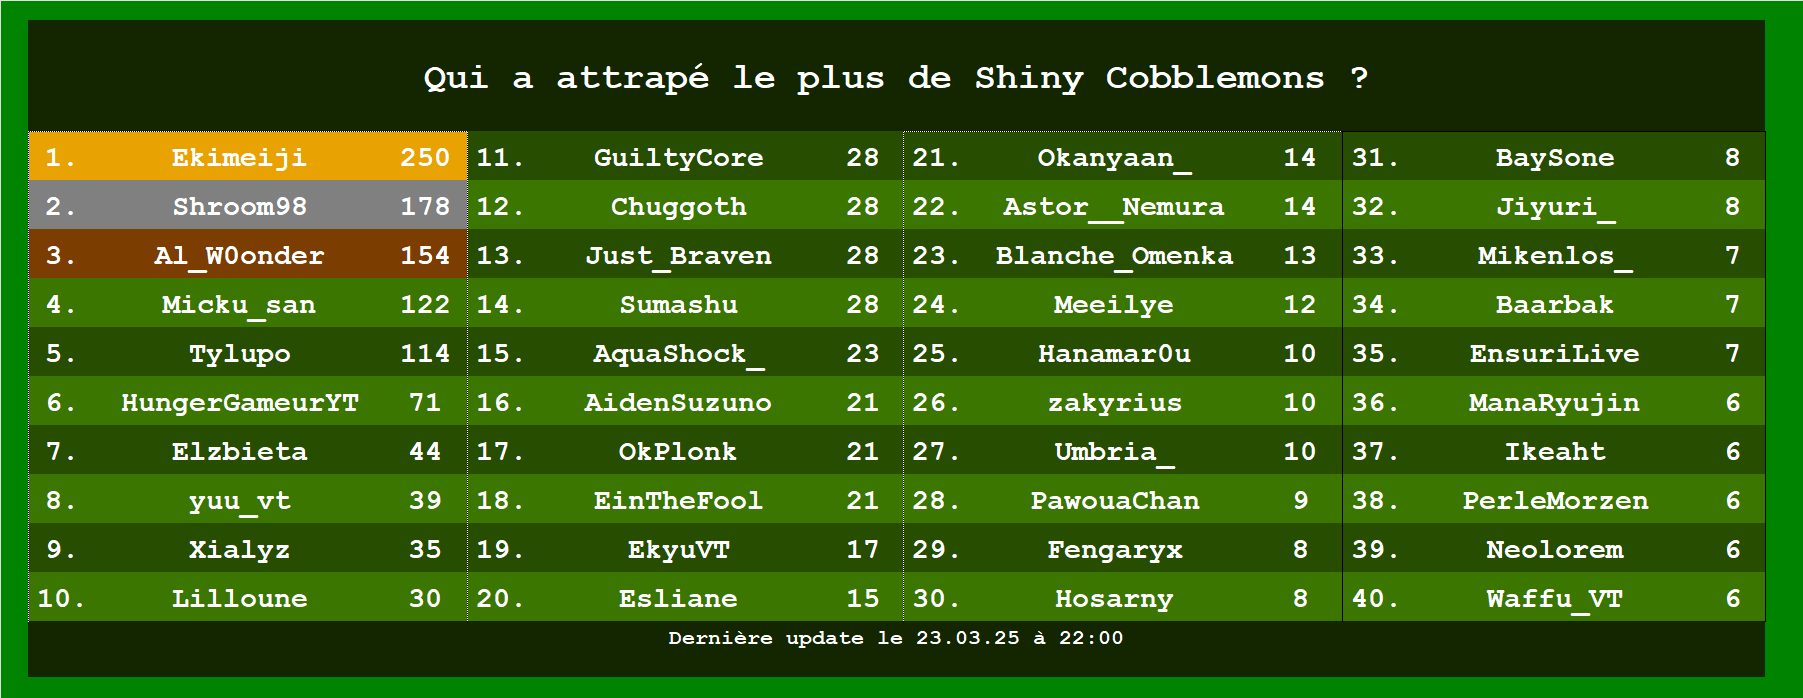 Qui a attrapé le plus de Shiny Cobblemons ?
1. Ekimeiji 250
2. Shroom98 178
3. Al_W0onder 154
4. Micku_san 122
5. Tylupo 114
6. HungerGameurYT 71
7. Elzbieta 44
8. yuu_vt 39
9. Xialyz 35
10. Lilloune 30
11. GuiltyCore 28
12. Chuggoth 28
13. Just_Braven 28
14. Sumashu 28
15. AquaShock_ 23
16. AidenSuzuno 21
17. OkPlonk 21
18. EinTheFool 21
19. EkyuVT 17
20. Esliane 15
21. Okanyaan_ 14
22. Astor__Nemura 14
23. Blanche_Omenka 13
24. Meeilye 12
25. Hanamar0u 10
26. zakyrius 10
27. Umbria_ 10
28. PawouaChan 9
29. Fengaryx 8
30. Hosarny 8
31. BaySone 8
32. Jiyuri_ 8
33. Mikenlos_ 7
34. Baarbak 7
35. EnsuriLive 7
36. ManaRyujin 6
37. Ikeaht 6
38. PerleMorzen 6
39. Neolorem 6
40. Waffu_VT 6
Dernière update le 23.03.25 à 22:00